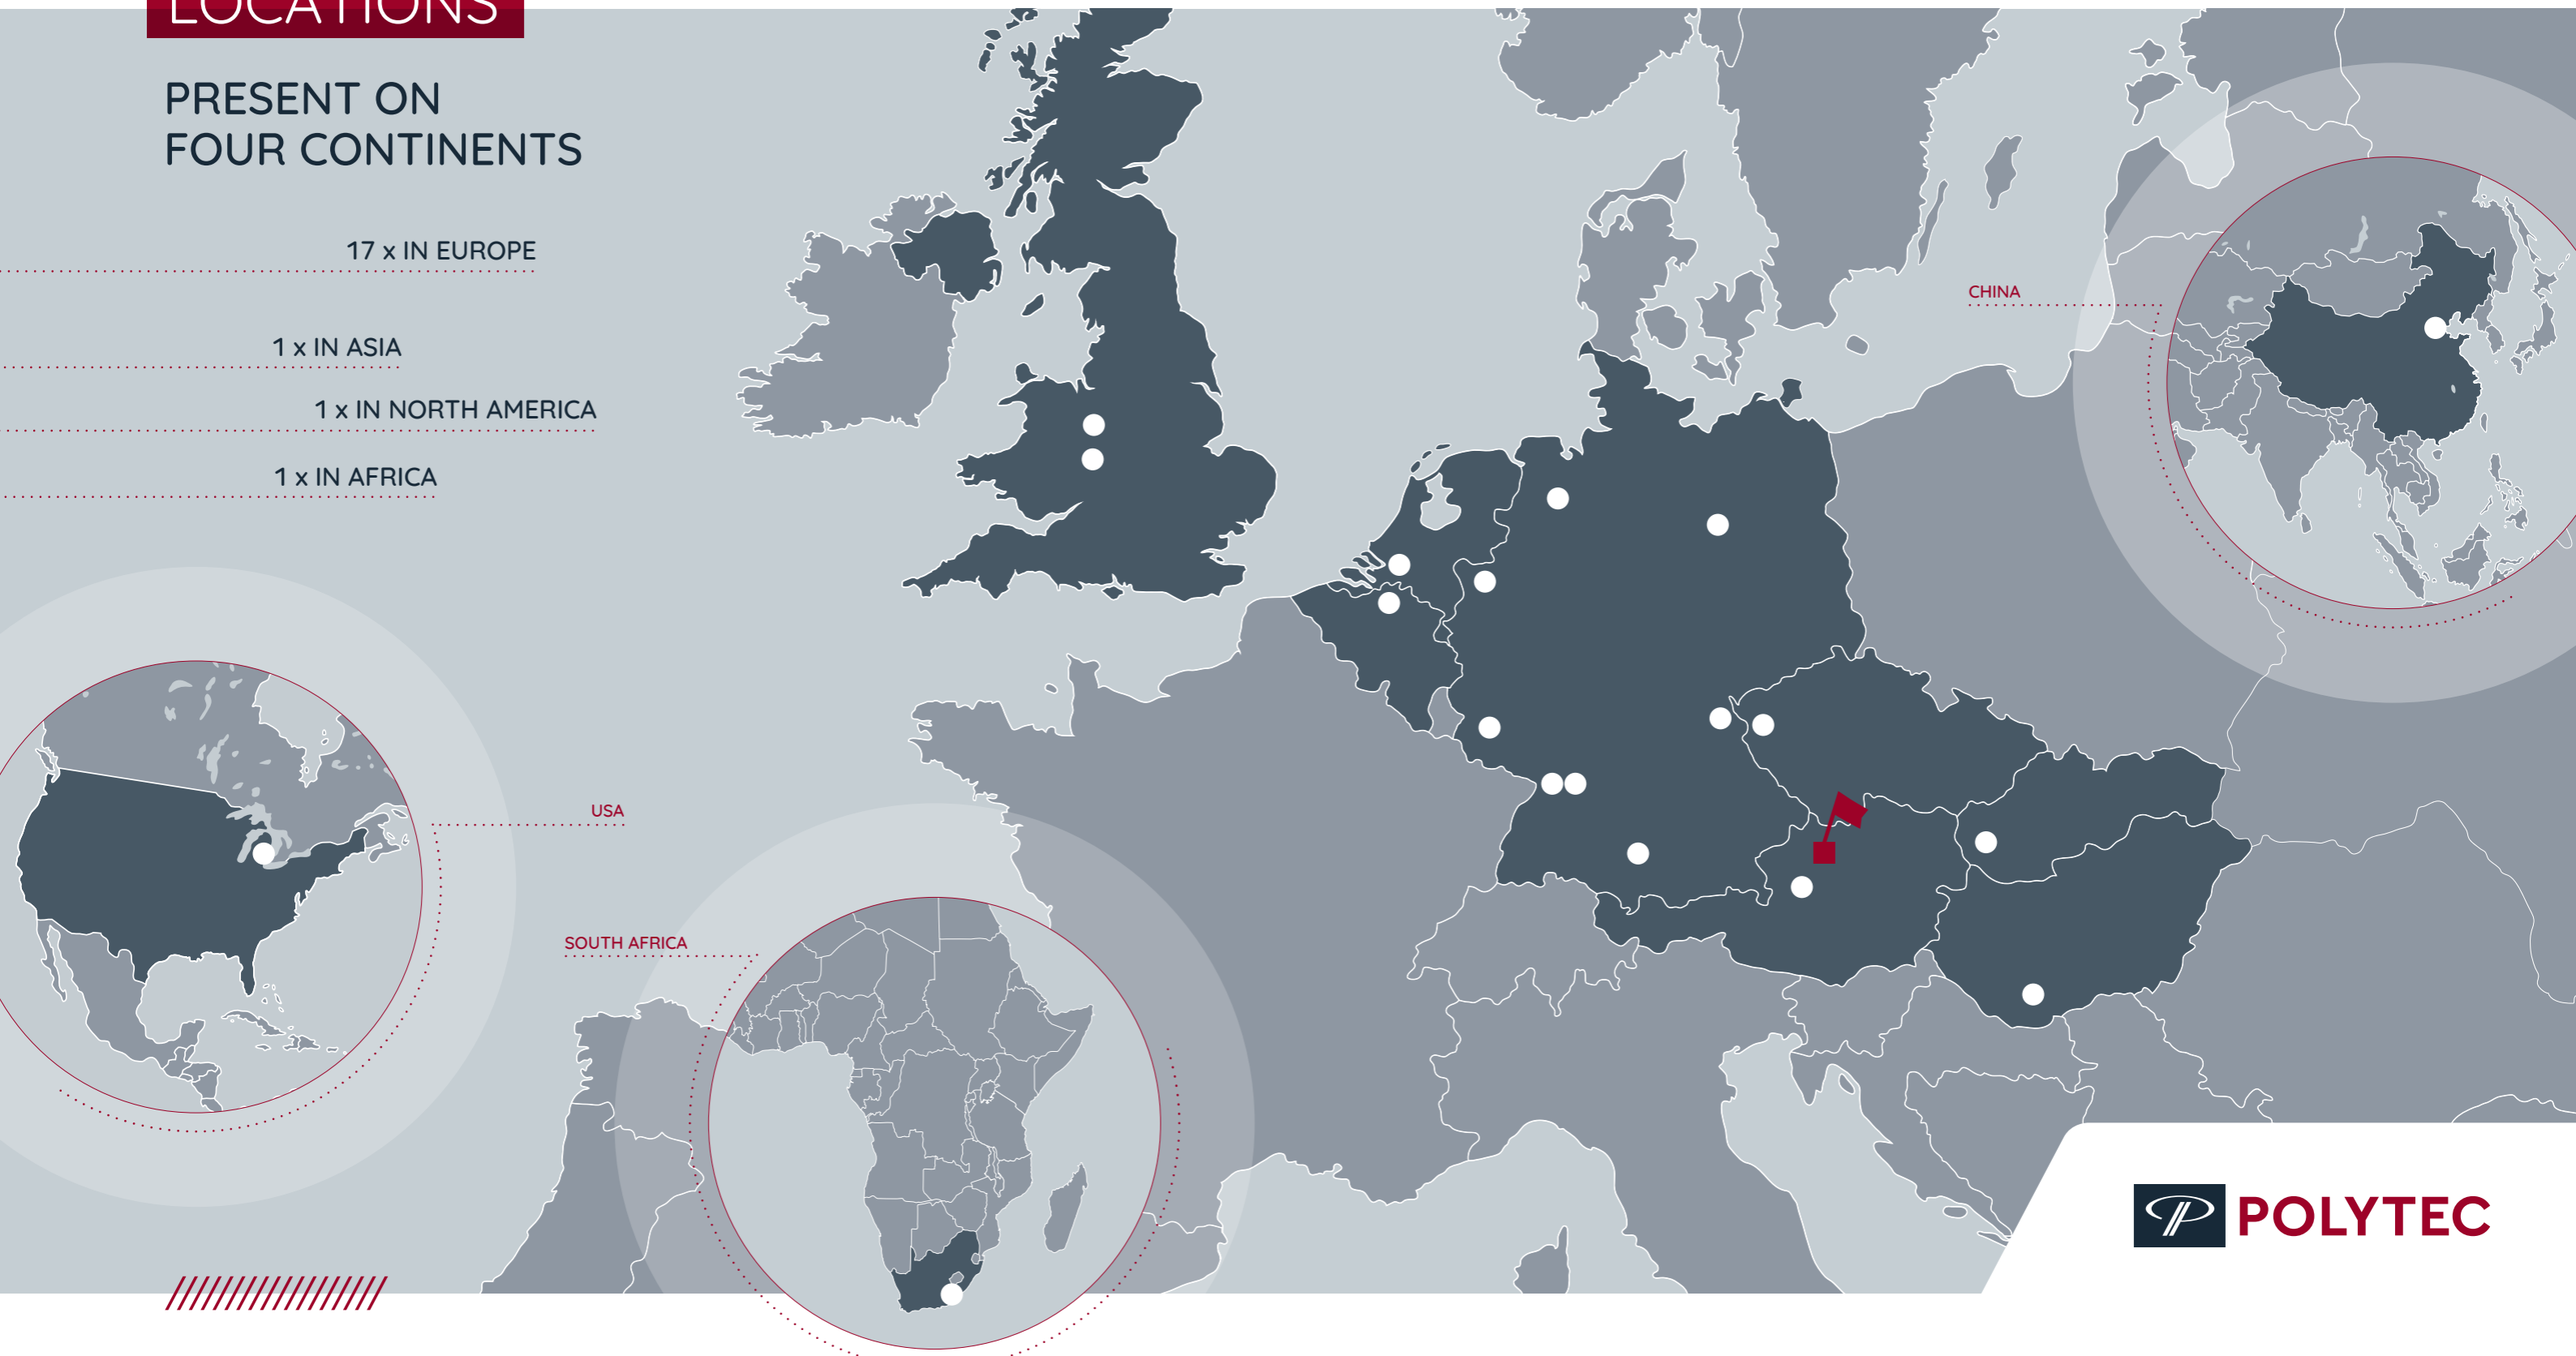 LOCATIONS
PRESENT ON
FOUR CONTINENTS
17 x IN EUROPE
1 x IN ASIA
1 x IN NORTH AMERICA
1 x IN AFRICA
CHINA
USA
SOUTH AFRICA
POLYTEC